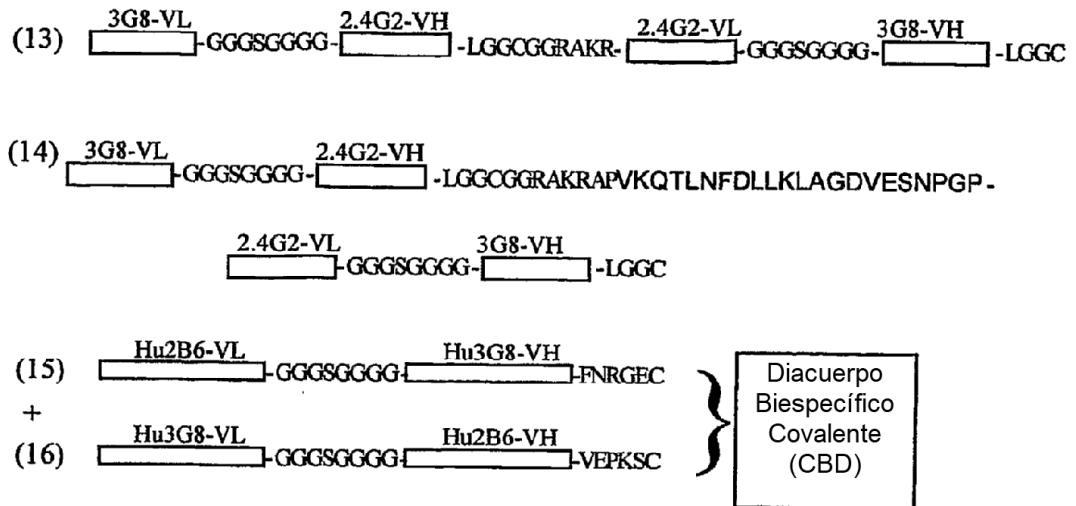 3G8-VL 2.4G2-VH 2.4G2-VL 3G8-VH
(13) -GGGSGGGG- -LGGCGGRAKR- -GGGSGGGG- -LGGC
(14) 3G8-VL 2.4G2-VH
-GGGSGGGG- -LGGCGGRAKRAPVKQTLNFDLLKLAGDVESNPGP-
2.4G2-VL 3G8-VH
-GGGSGGGG- -LGGC
Hu2B6-VL Hu3G8-VH
(15) -GGGSGGGG- -FNRGEC
+
Hu3G8-VL Hu2B6-VH
(16) -GGGSGGGG- -VEPKSC
Diacuerpo
Biespecífico
Covalente
(CBD)